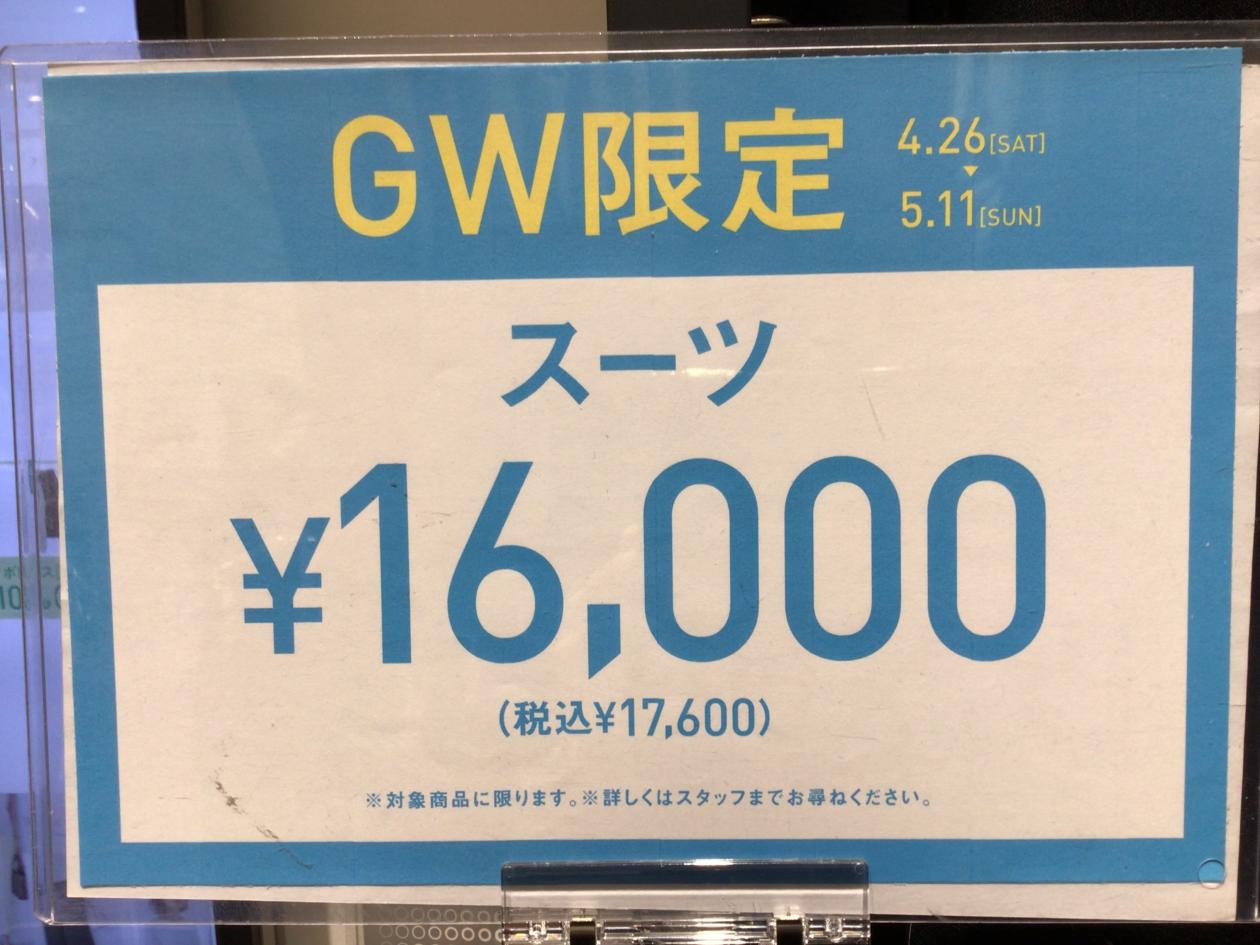 GW限定
4.26[SAT]
▼
5.11[SUN]
スーツ
¥16,000
(税込¥17,600)
※対象商品に限ります。※詳しくはスタッフまでお尋ねください。